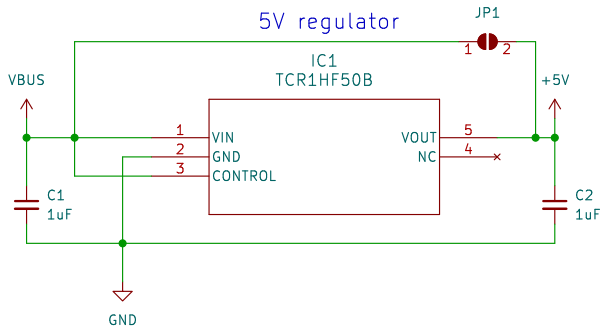 5V regulator
JP1
1 2
IC1
TCR1HF50B
VBUS
+5V
1 VIN
2 GND
3 CONTROL
VOUT 5
NC 4
C1
1uF
C2
1uF
GND